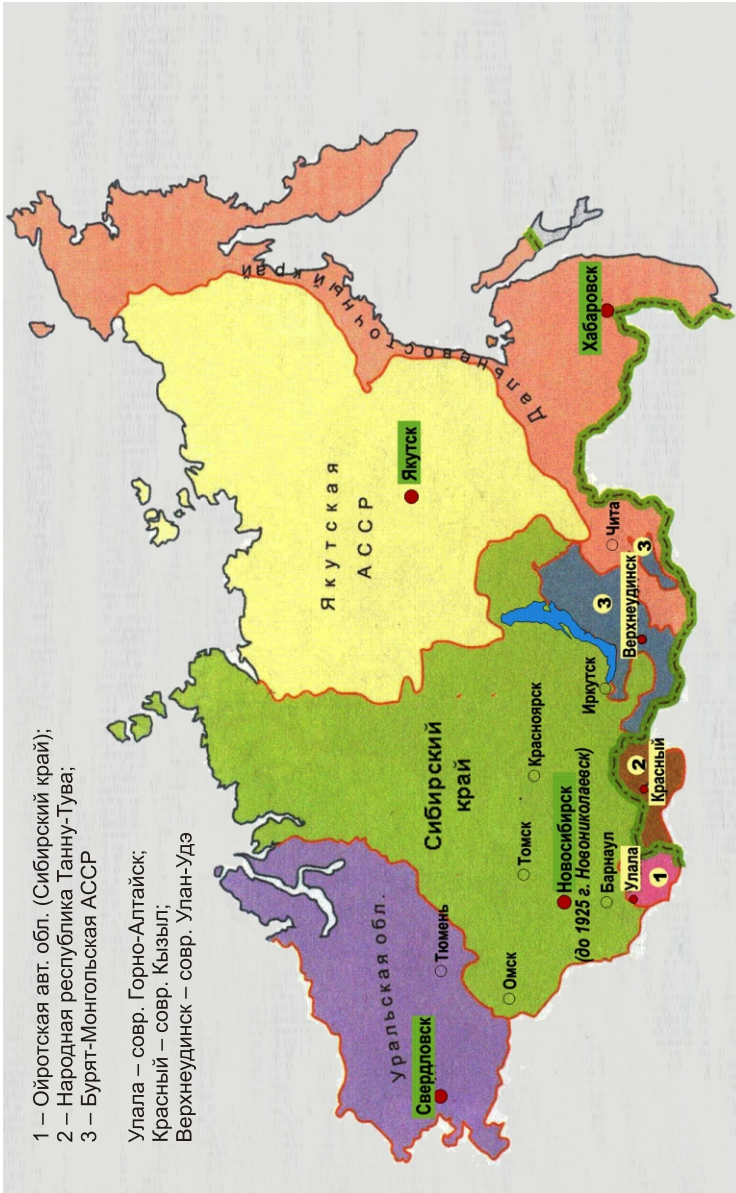 1 – Ойротская авт. обл. (Сибирский край);
2 – Народная республика Танну-Тува;
3 – Бурят-Монгольская АССР
Улала – совр. Горно-Алтайск;
Красный – совр. Кызыл;
Верхнеудинск – совр. Улан-Удэ
Уральская обл.
Свердловск
Тюмень
Омск
Сибирский
край
Томск
Красноярск
Новосибирск
(до 1925 г. Новониколаевск)
Барнаул
Улала
1
2
Красный
Иркутск
Верхнеудинск
3
3
Чита
Якутская
АССР
Якутск
Дальневосточный край
Хабаровск